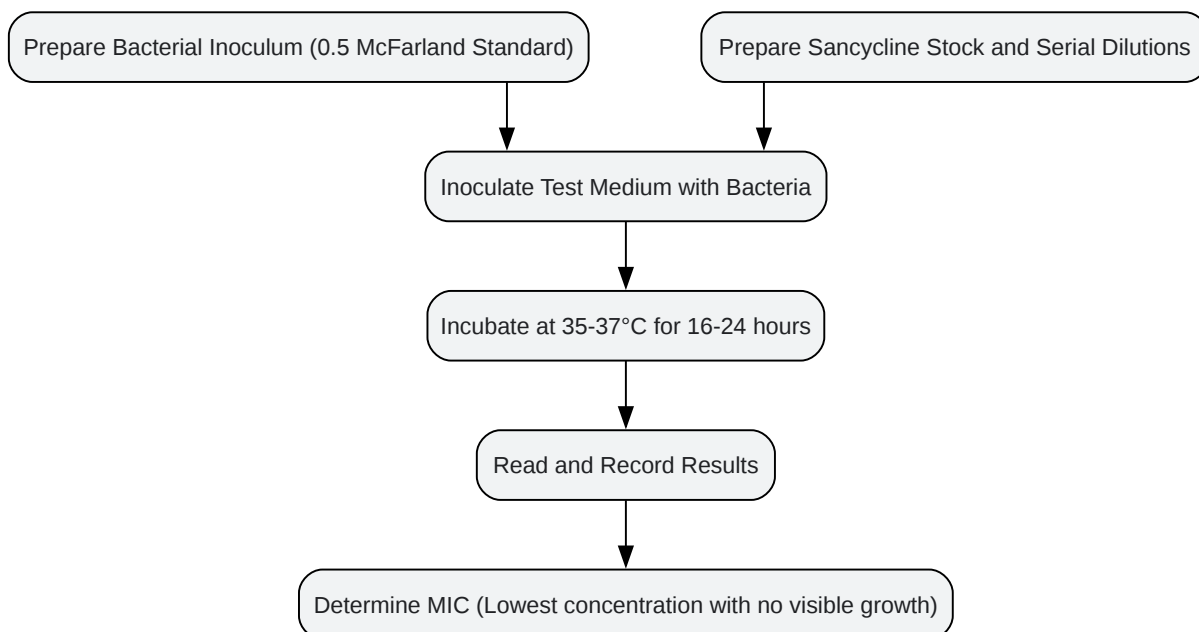 Prepare Bacterial Inoculum (0.5 McFarland Standard)
Prepare Sancycline Stock and Serial Dilutions
Inoculate Test Medium with Bacteria
Incubate at 35-37°C for 16-24 hours
Read and Record Results
Determine MIC (Lowest concentration with no visible growth)